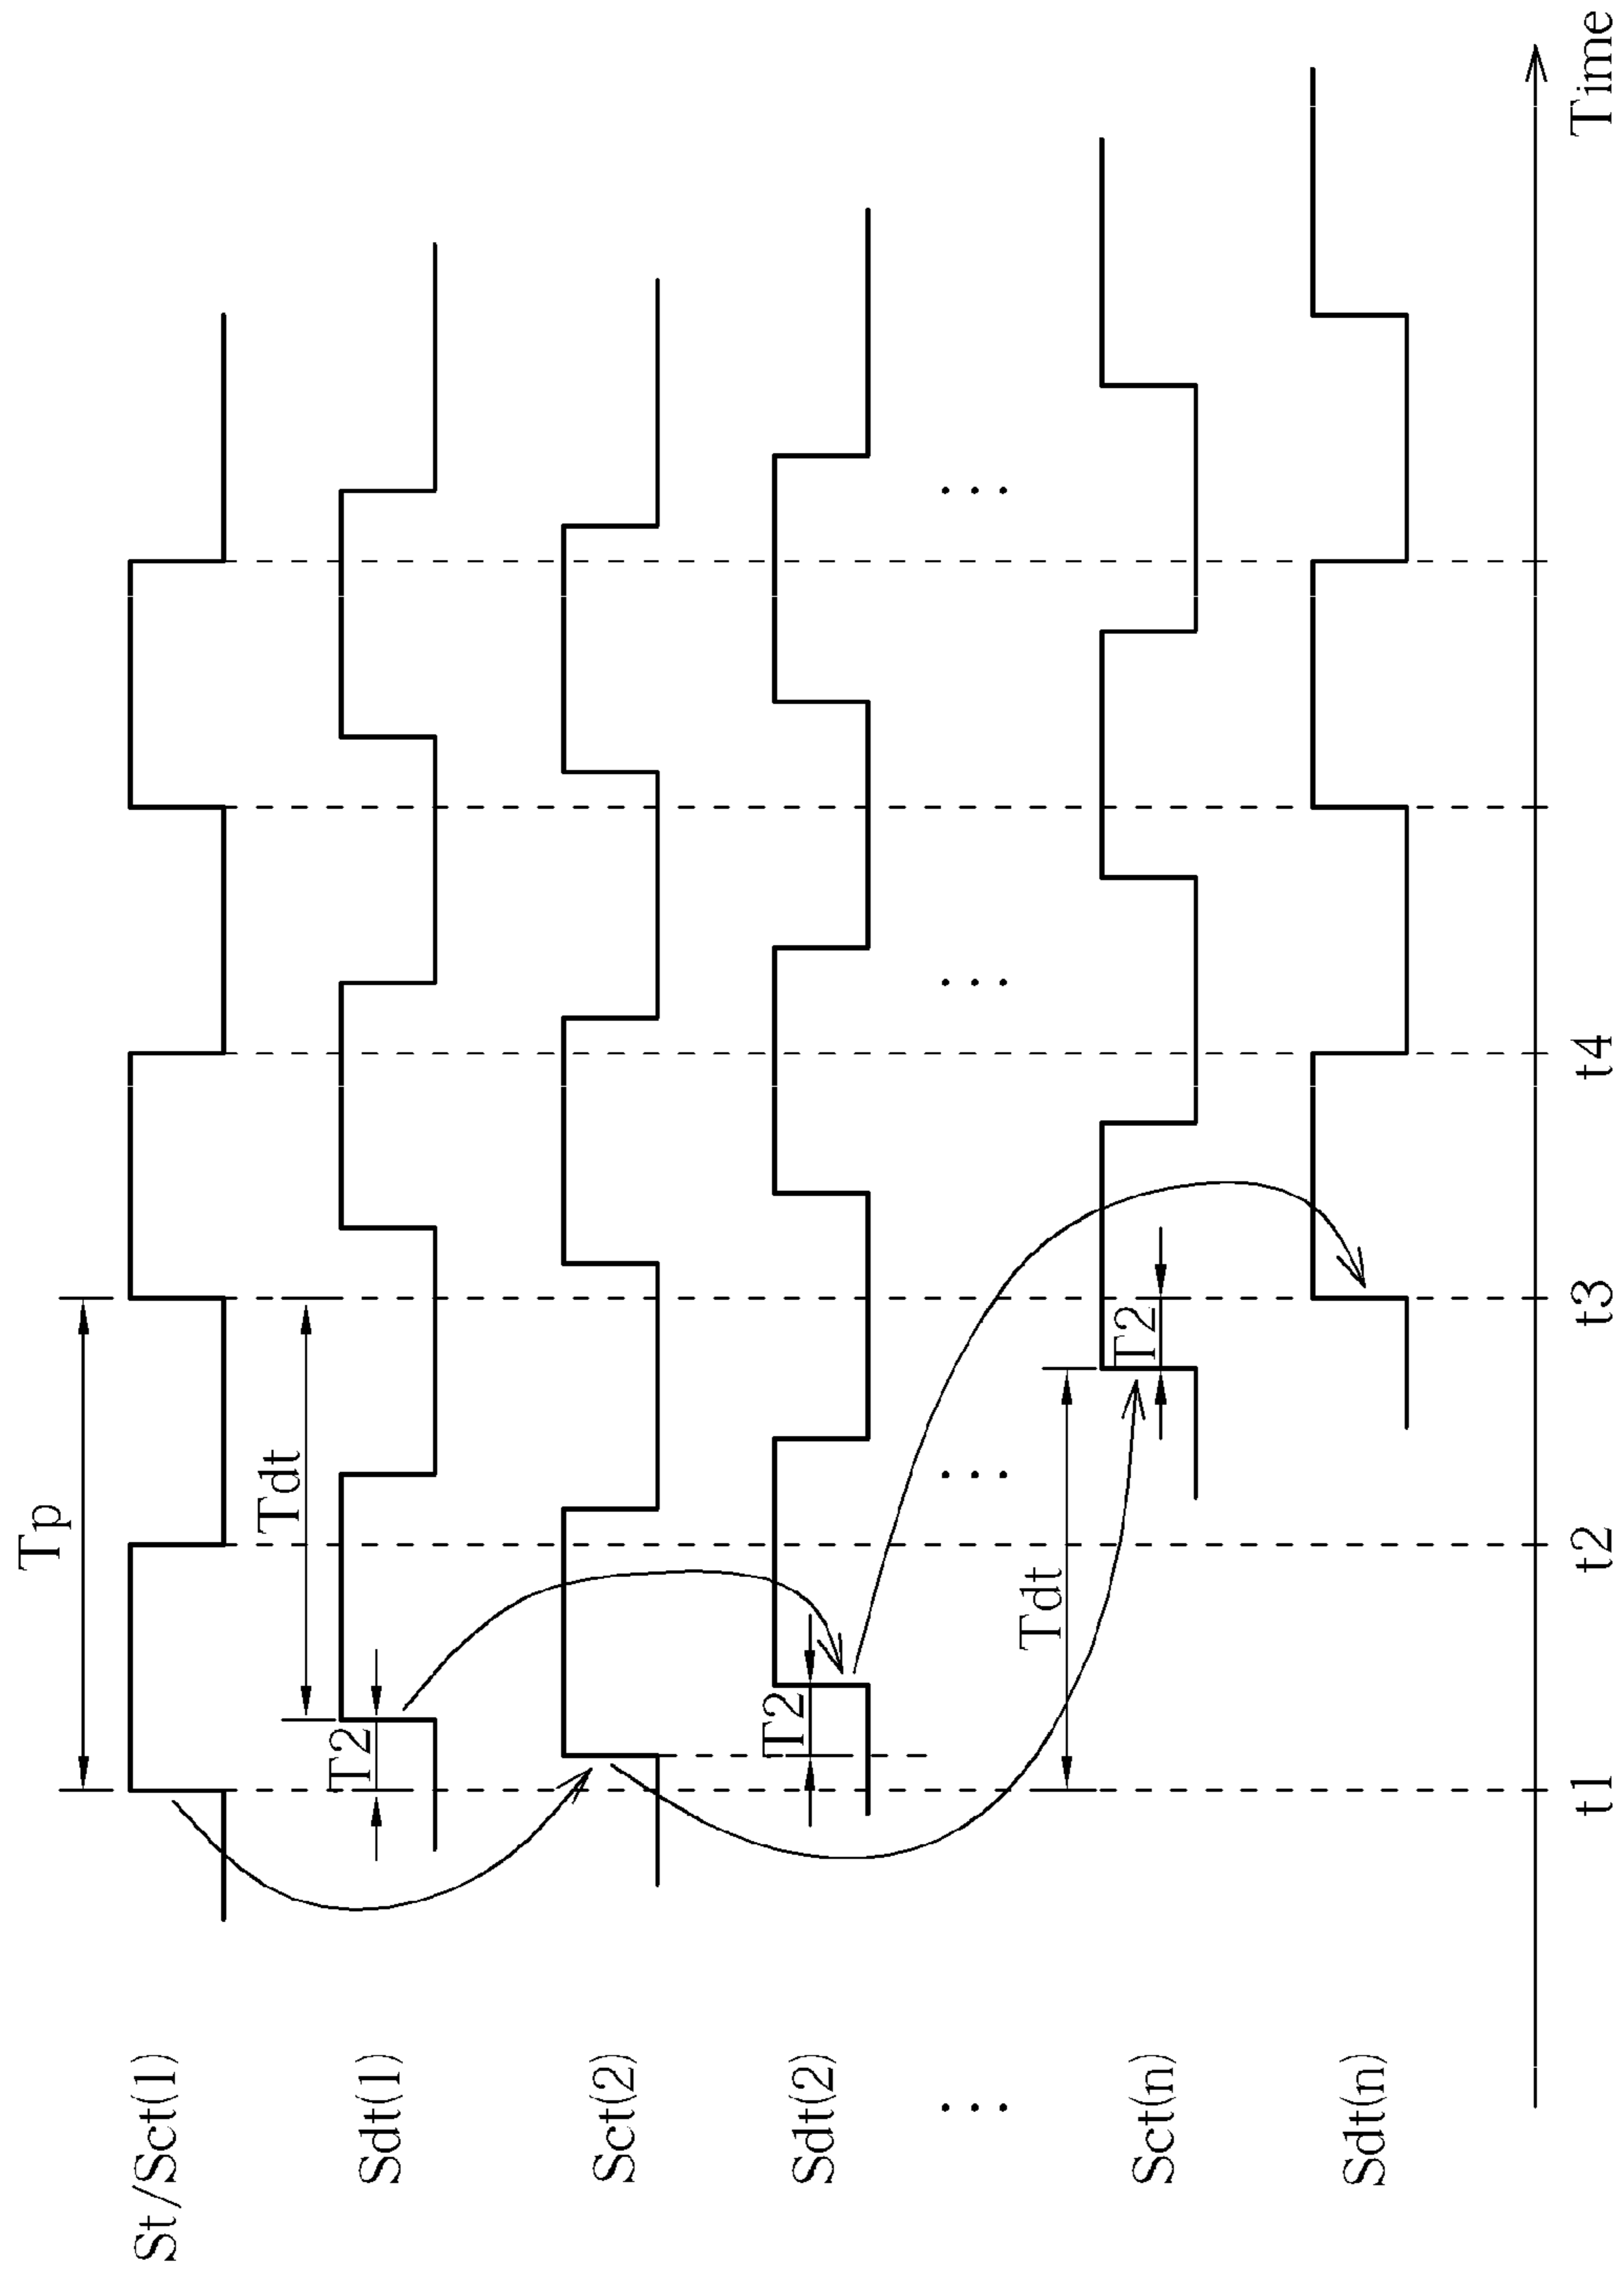 St/Sct(1)
Tp
Sdt(1)
T2
Tdt
Sct(2)
Sdt(2)
T2
...
... ... ...
Sct(n)
Tdt
T2
Sdt(n)
t1 t2 t3 t4 Time